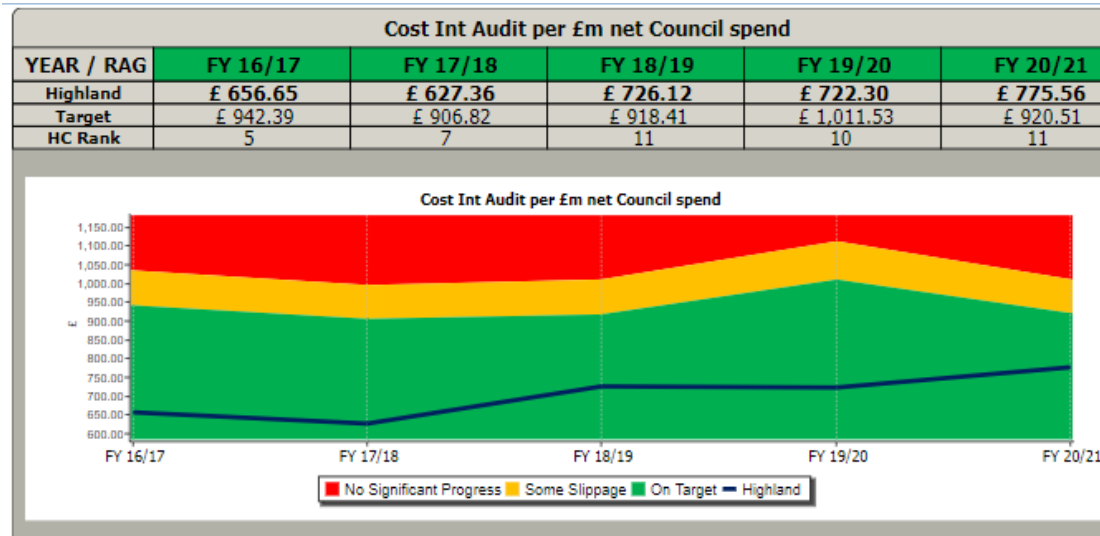 Cost Int Audit per £m net Council spend
YEAR / RAG FY 16/17 FY 17/18 FY 18/19 FY 19/20 FY 20/21
Highland £ 656.65 £ 627.36 £ 726.12 £ 722.30 £ 775.56
Target £ 942.39 £ 906.82 £ 918.41 £ 1,011.53 £ 920.51
HC Rank 5 7 11 10 11
Cost Int Audit per £m net Council spend
1,150.00
1,100.00
1,050.00
1,000.00
950.00
£ 900.00
850.00
800.00
750.00
700.00
650.00
600.00
FY 16/17 FY 17/18 FY 18/19 FY 19/20 FY 20/21
No Significant Progress Some Slippage On Target Highland